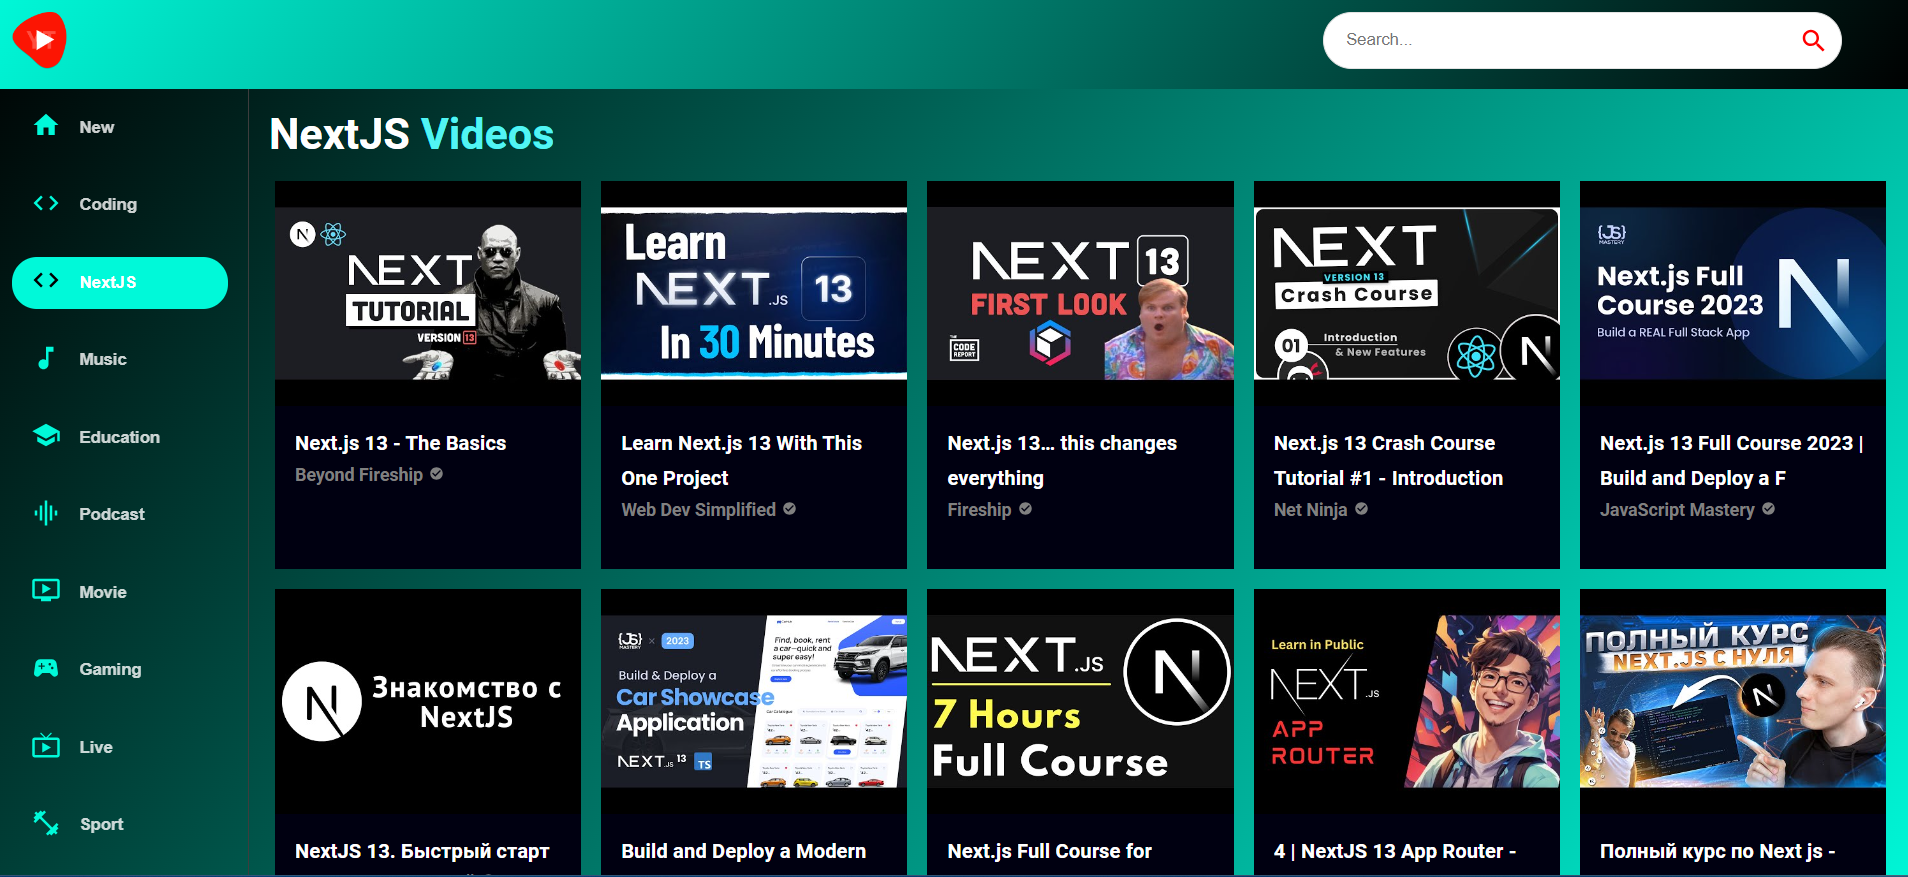 YT
Search...
New
Coding
NextJS
Music
Education
Podcast
Movie
Gaming
Live
Sport
NextJS Videos
N
NEXT
TUTORIAL
VERSION 13
Next.js 13 - The Basics
Beyond Fireship
Learn
NEXT.JS 13
In 30 Minutes
Learn Next.js 13 With This
One Project
Web Dev Simplified
NEXT 13
FIRST LOOK
THE
CODE
REPORT
Next.js 13... this changes
everything
Fireship
NEXT
VERSION 13
Crash Course
01
Introduction
& New Features
N
Next.js 13 Crash Course
Tutorial #1 - Introduction
Net Ninja
{JS}
MASTERY
Next.js Full
Course 2023
Build a REAL Full Stack App
N
Next.js 13 Full Course 2023 |
Build and Deploy a F
JavaScript Mastery
N
Знакомство с
NextJS
NextJS 13. Быстрый старт
{JS}
MASTERY
x
2023
Build & Deploy a
Car Showcase
Application
NEXT.JS 13
TS
Find, book, rent
a car—quick and
super easy!
Car Catalogue
Build and Deploy a Modern
NEXT.JS
N
7 Hours
Full Course
Next.js Full Course for
Learn in Public
NEXT.JS
APP
ROUTER
4 | NextJS 13 App Router -
ПОЛНЫЙ КУРС
NEXT.JS С НУЛЯ
N
Полный курс по Next js -